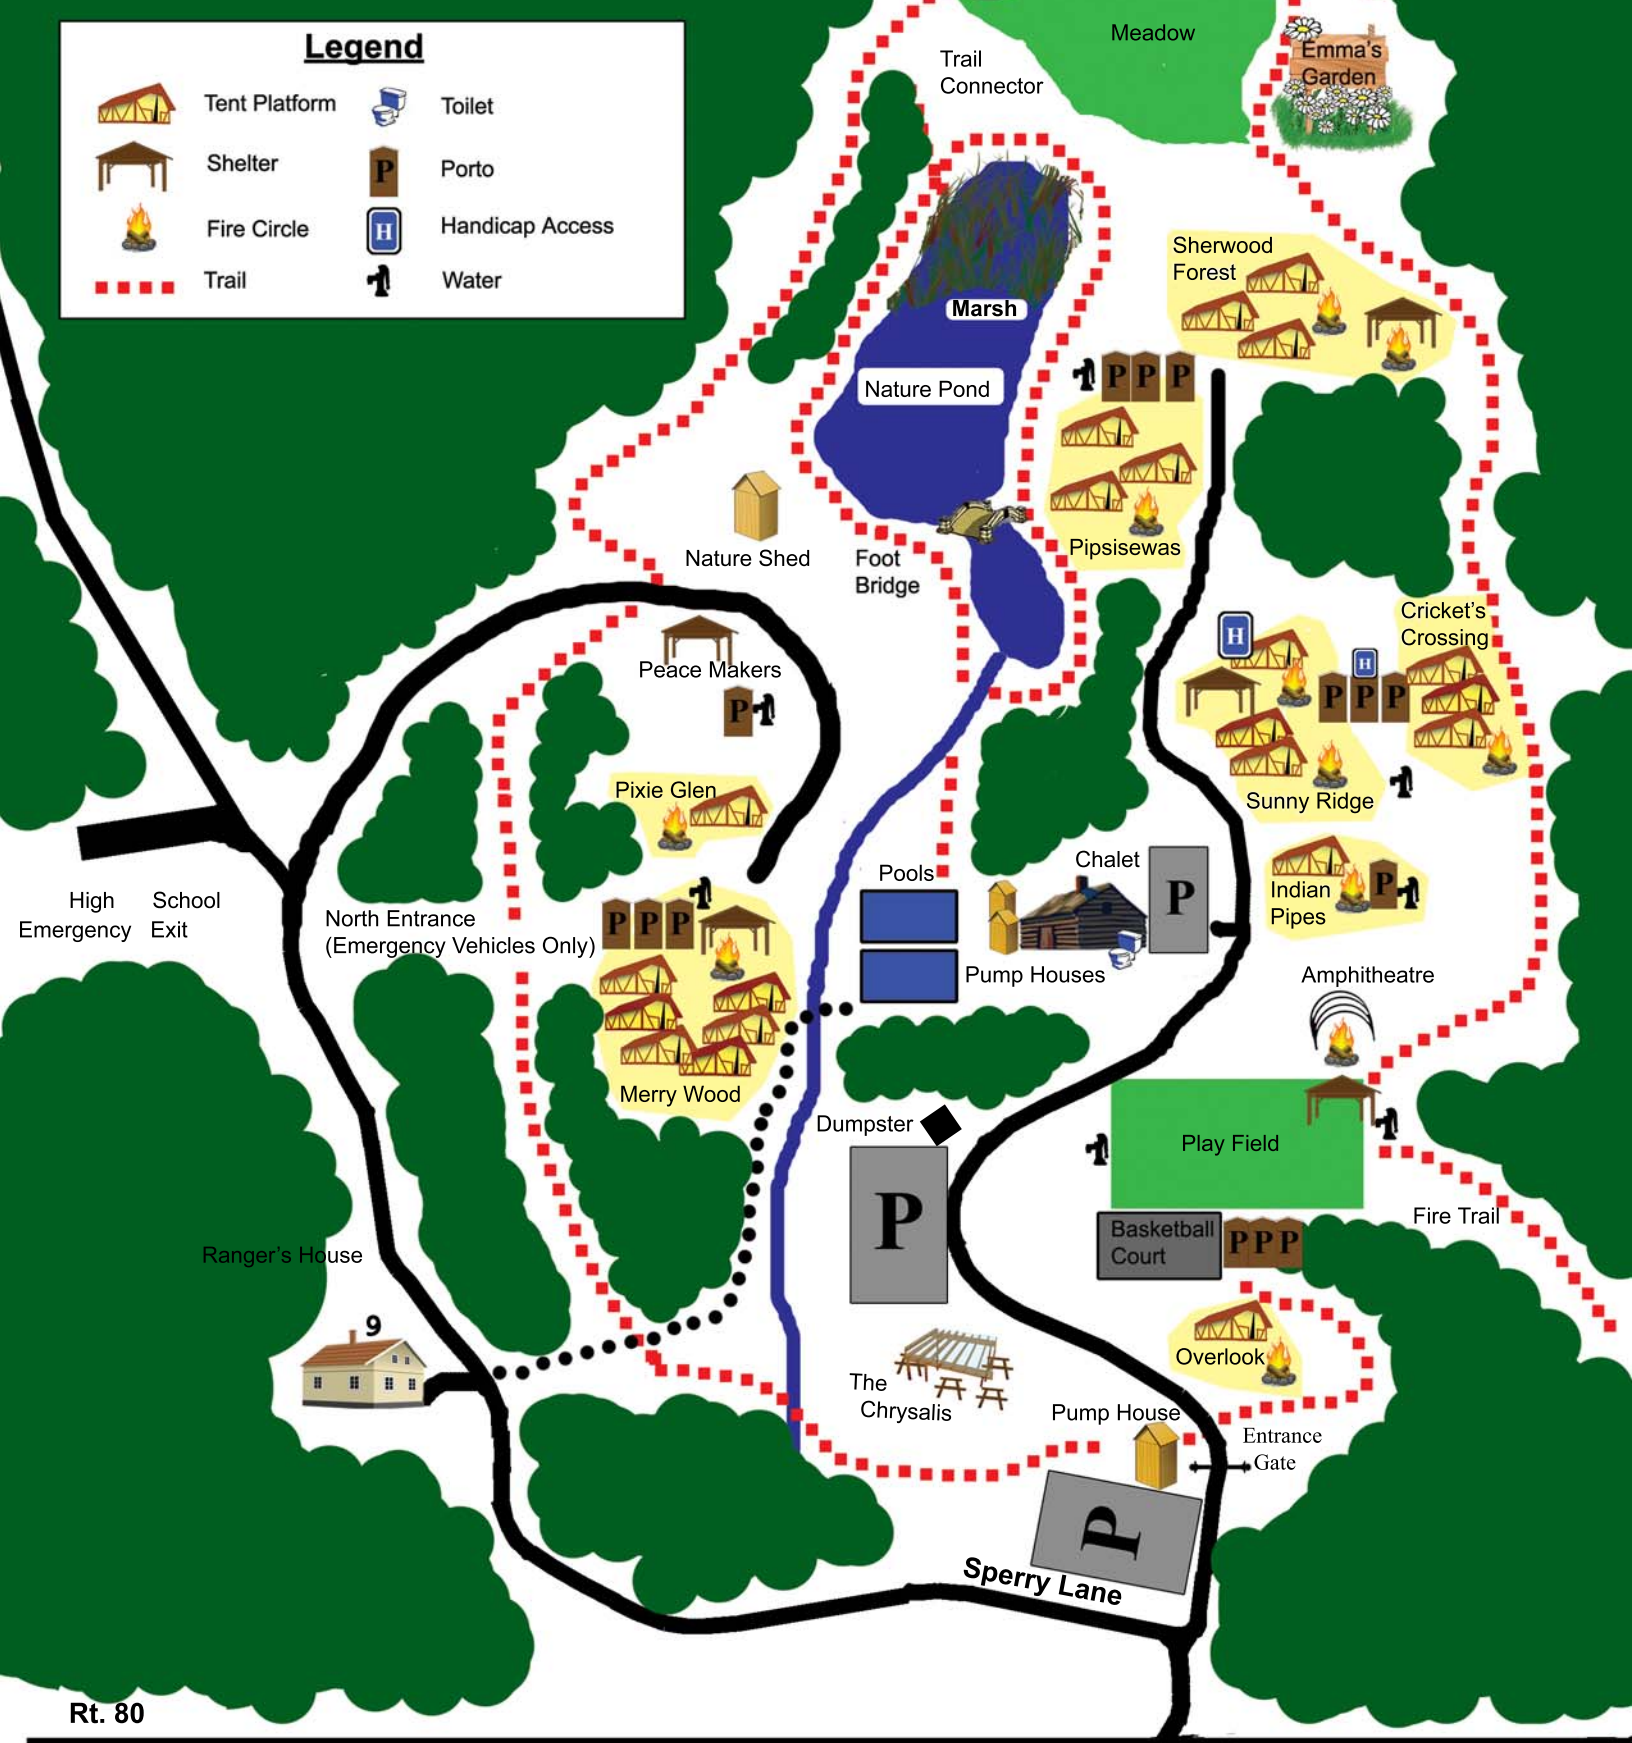 Legend
Tent Platform
Toilet
Shelter
P
Porto
Fire Circle
H
Handicap Access
Trail
Water
Meadow
Trail
Connector
Emma's
Garden
Sherwood
Forest
Marsh
Nature Pond
P P P
Pipsisewas
Nature Shed
Foot
Bridge
Cricket's
Crossing
H
H
P P P
Peace Makers
P
Sunny Ridge
Pixie Glen
Chalet
P
Pools
Indian
Pipes
P
High School
Emergency Exit
North Entrance
(Emergency Vehicles Only)
P P P
Pump Houses
Amphitheatre
Merry Wood
Dumpster
Play Field
P
Fire Trail
Basketball
Court
P P P
Ranger's House
9
Overlook
The
Chrysalis
Pump House
Entrance
Gate
P
Sperry Lane
Rt. 80